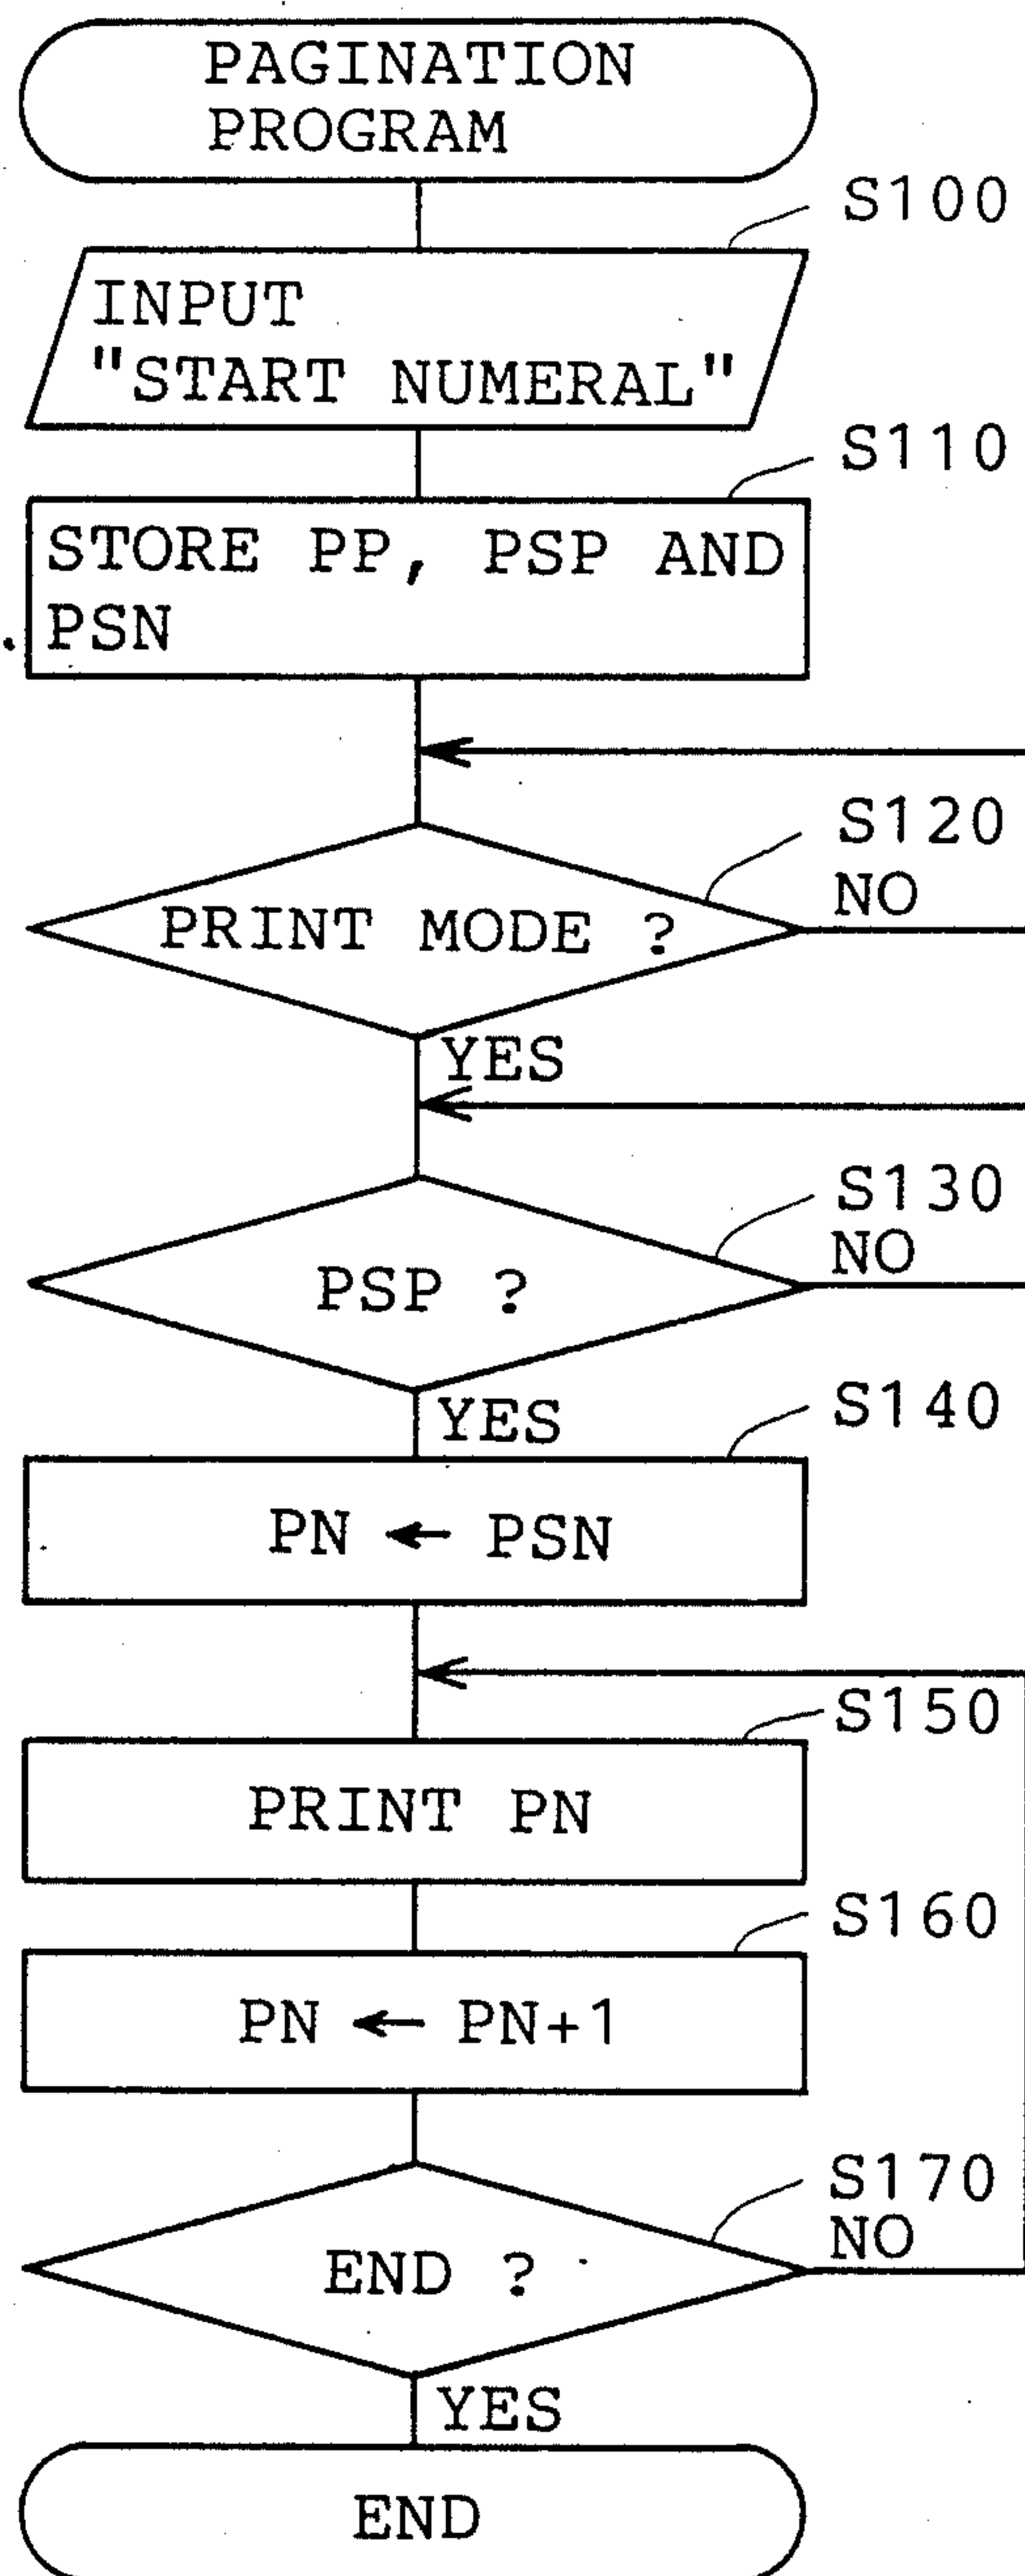 PAGINATION
PROGRAM
S100
INPUT
"START NUMERAL"
S110
STORE PP, PSP AND
PSN
S120
NO
PRINT MODE ?
YES
S130
NO
PSP ?
YES
S140
PN ← PSN
S150
PRINT PN
S160
PN ← PN+1
S170
NO
END ?
YES
END